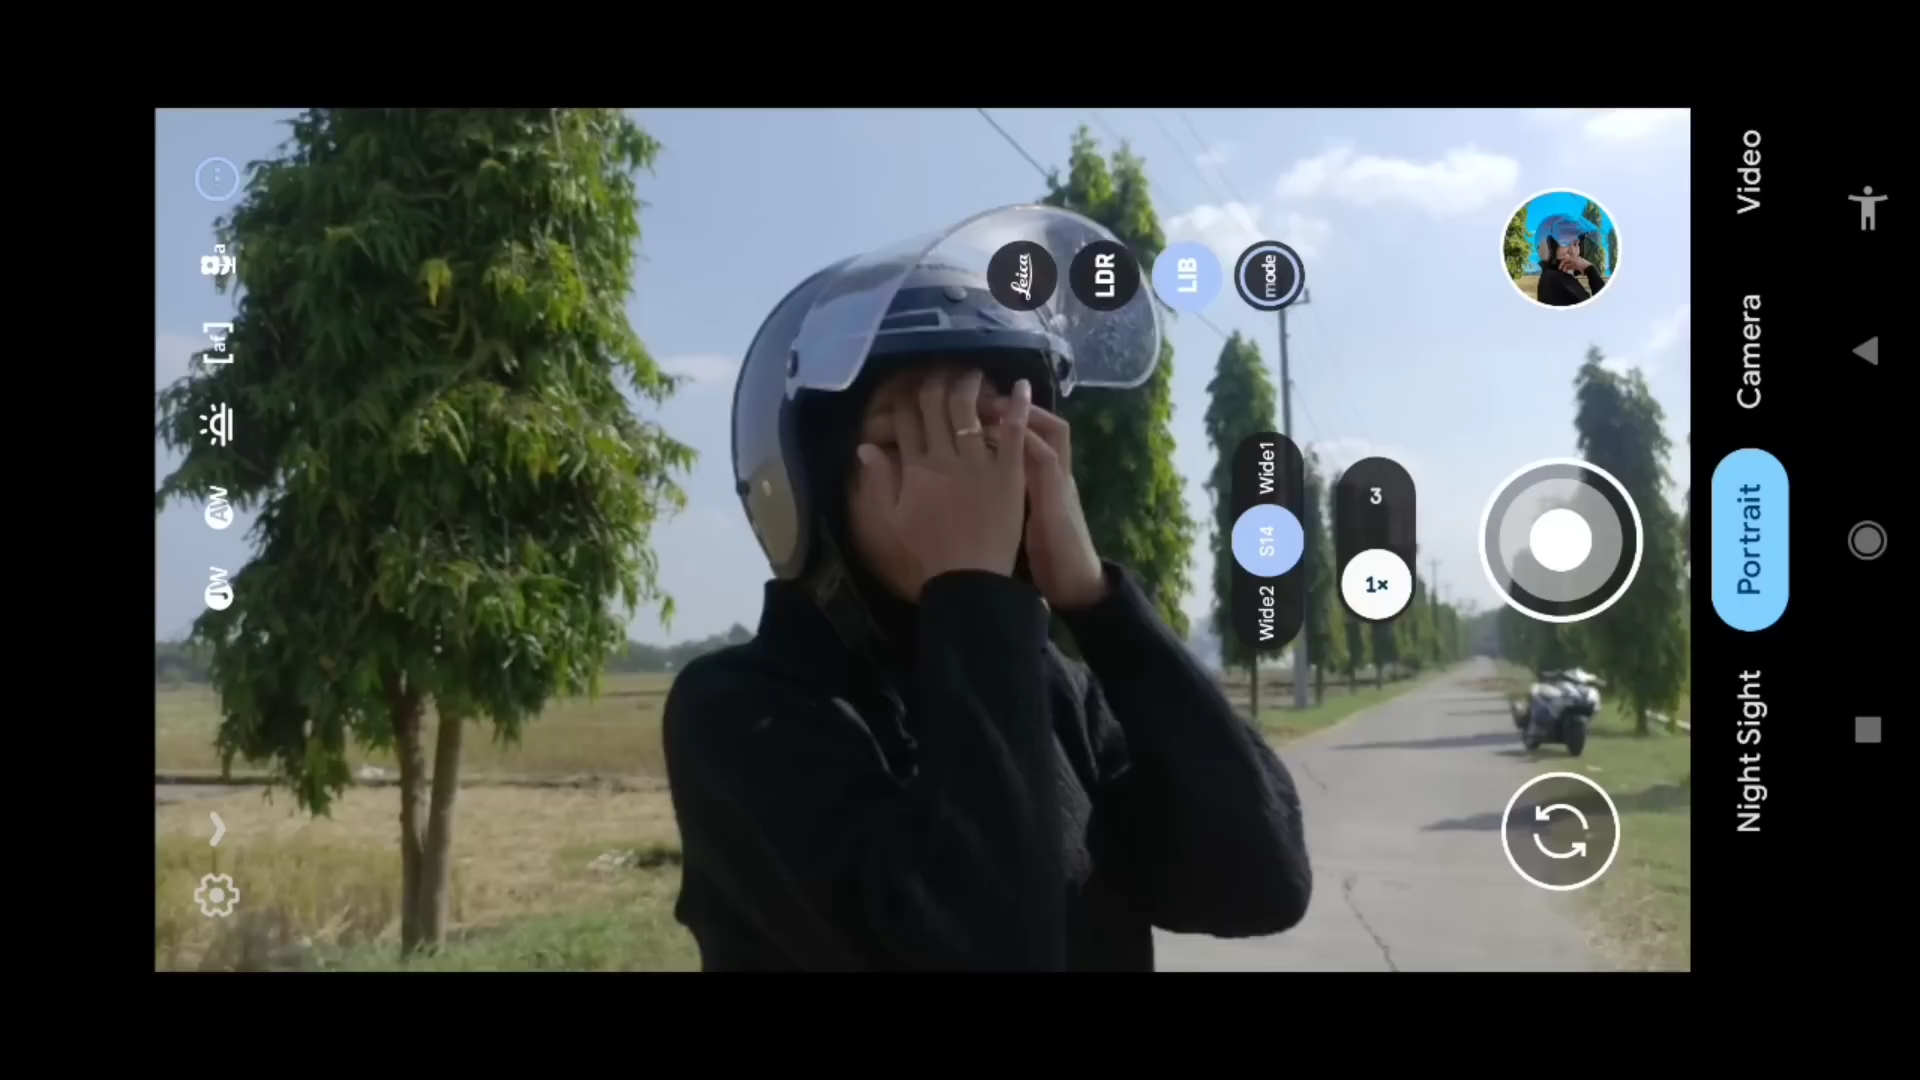 Video
Camera
Portrait
Night Sight
Leica
LDR
LIB
mode
Wide1
S14
Wide2
3
1×
[af]
AW
JW